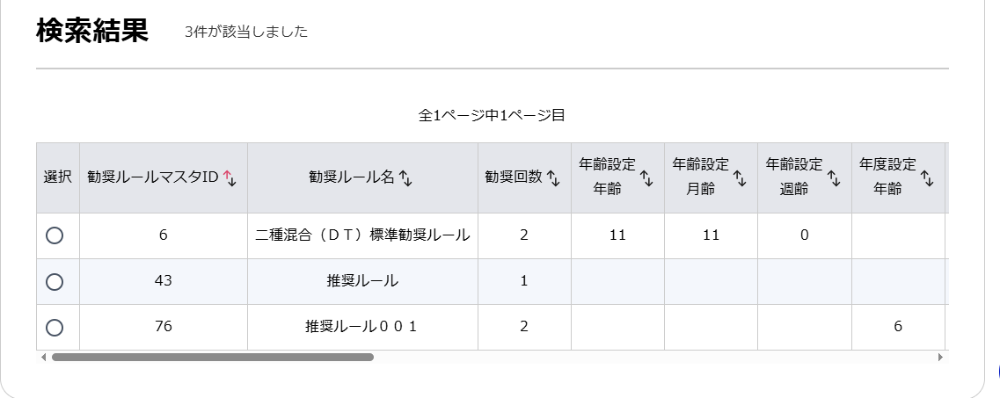 検索結果 3件が該当しました
全1ページ中1ページ目
選択 勧奨ルールマスタID 勧奨ルール名 勧奨回数 年齢設定 年齢 年齢設定 月齢 年齢設定 週齢 年度設定 年齢
6 二種混合（ＤＴ）標準勧奨ルール 2 11 11 0
43 推奨ルール 1
76 推奨ルール００１ 2 6